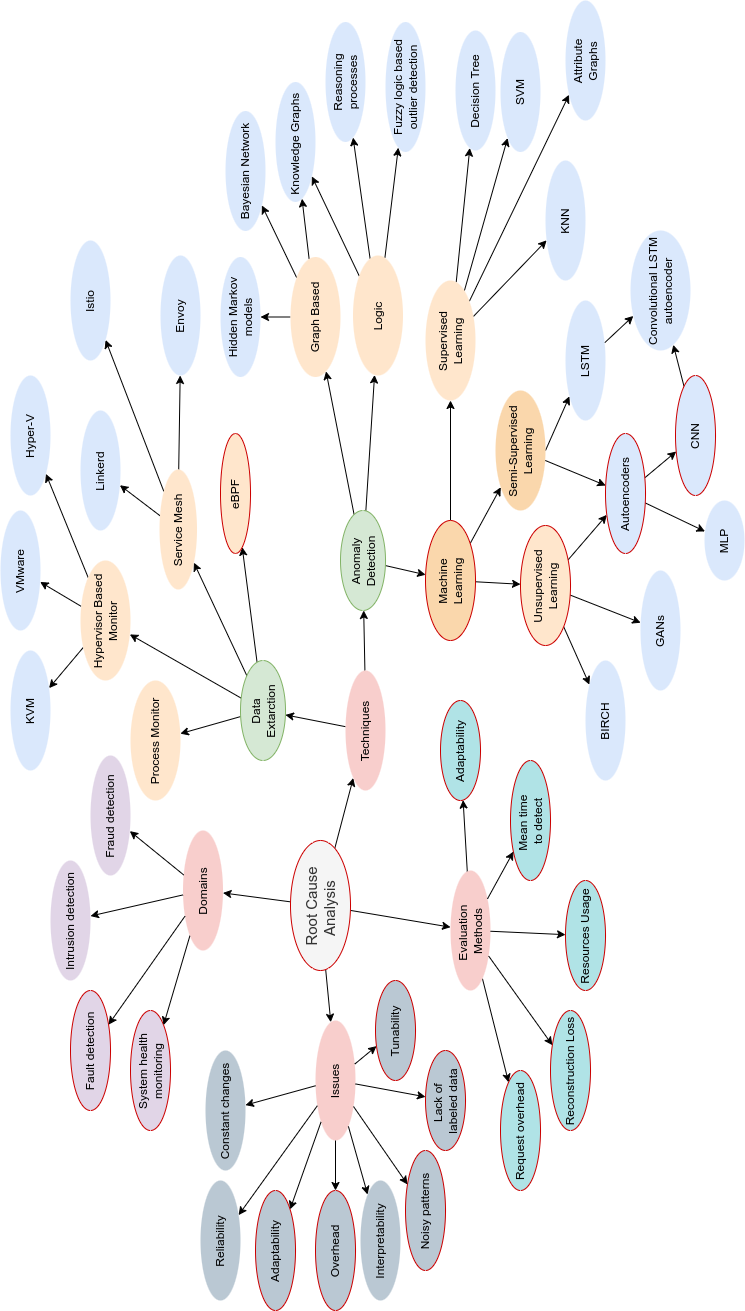 Root Cause
Analysis
Domains
Fraud detection
Intrusion detection
Fault detection
System health
monitoring
Issues
Constant changes
Reliability
Adaptability
Overhead
Interpretability
Noisy patterns
Lack of
labeled data
Tunability
Evaluation
Methods
Adaptability
Mean time
to detect
Resources Usage
Reconstruction Loss
Request overhead
Techniques
Data
Extarction
Process Monitor
Hypervisor Based
Monitor
KVM
VMware
Hyper-V
Service Mesh
Linkerd
Istio
Envoy
eBPF
Anomaly
Detection
Graph Based
Hidden Markov
models
Bayesian Network
Knowledge Graphs
Logic
Reasoning
processes
Fuzzy logic based
outlier detection
Machine
Learning
Supervised
Learning
Decision Tree
SVM
Attribute
Graphs
KNN
Semi-Supervised
Learning
LSTM
Convolutional LSTM
autoencoder
Unsupervised
Learning
Autoencoders
CNN
MLP
GANs
BIRCH